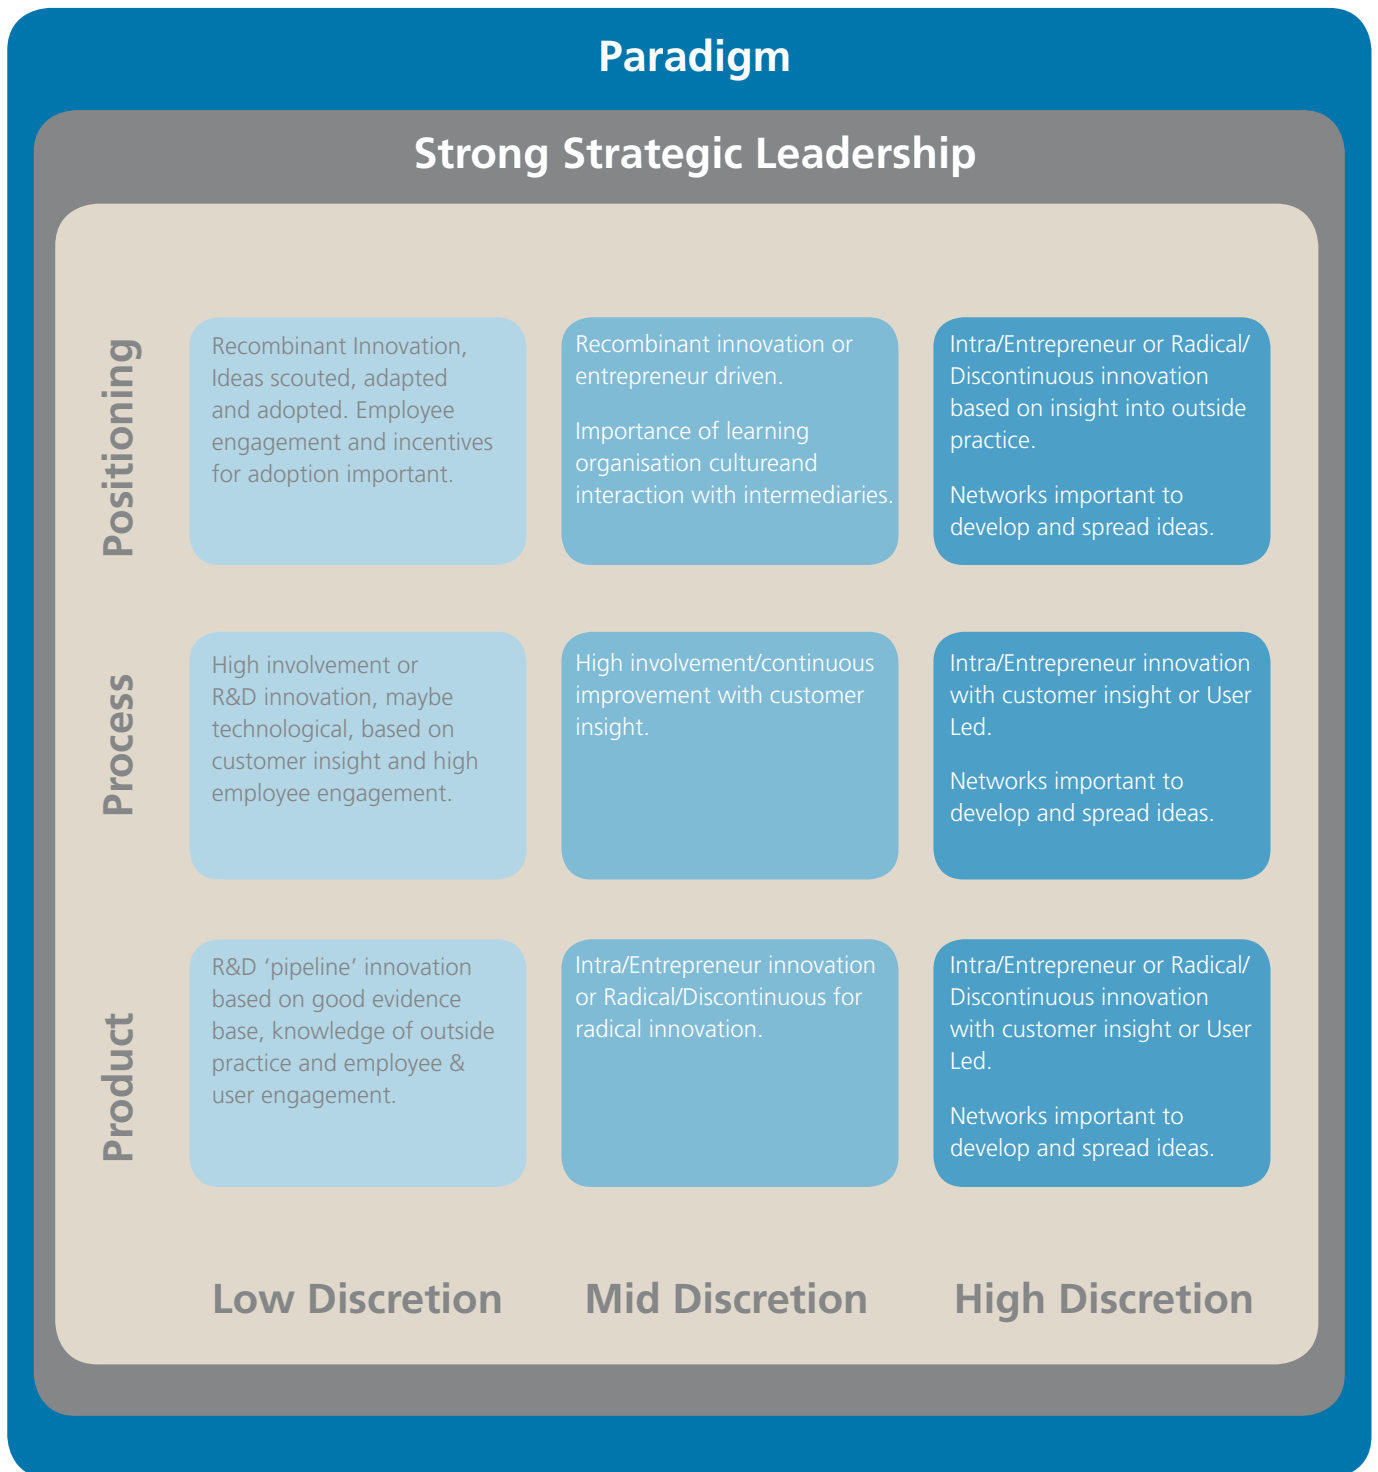 Paradigm
Strong Strategic Leadership
Positioning
Recombinant Innovation,
Ideas scouted, adapted
and adopted. Employee
engagement and incentives
for adoption important.
Recombinant innovation or
entrepreneur driven.
Importance of learning
organisation cultureand
interaction with intermediaries.
Intra/Entrepreneur or Radical/
Discontinuous innovation
based on insight into outside
practice.
Networks important to
develop and spread ideas.
Process
High involvement or
R&D innovation, maybe
technological, based on
customer insight and high
employee engagement.
High involvement/continuous
improvement with customer
insight.
Intra/Entrepreneur innovation
with customer insight or User
Led.
Networks important to
develop and spread ideas.
Product
R&D ‘pipeline’ innovation
based on good evidence
base, knowledge of outside
practice and employee &
user engagement.
Intra/Entrepreneur innovation
or Radical/Discontinuous for
radical innovation.
Intra/Entrepreneur or Radical/
Discontinuous innovation
with customer insight or User
Led.
Networks important to
develop and spread ideas.
Low Discretion
Mid Discretion
High Discretion